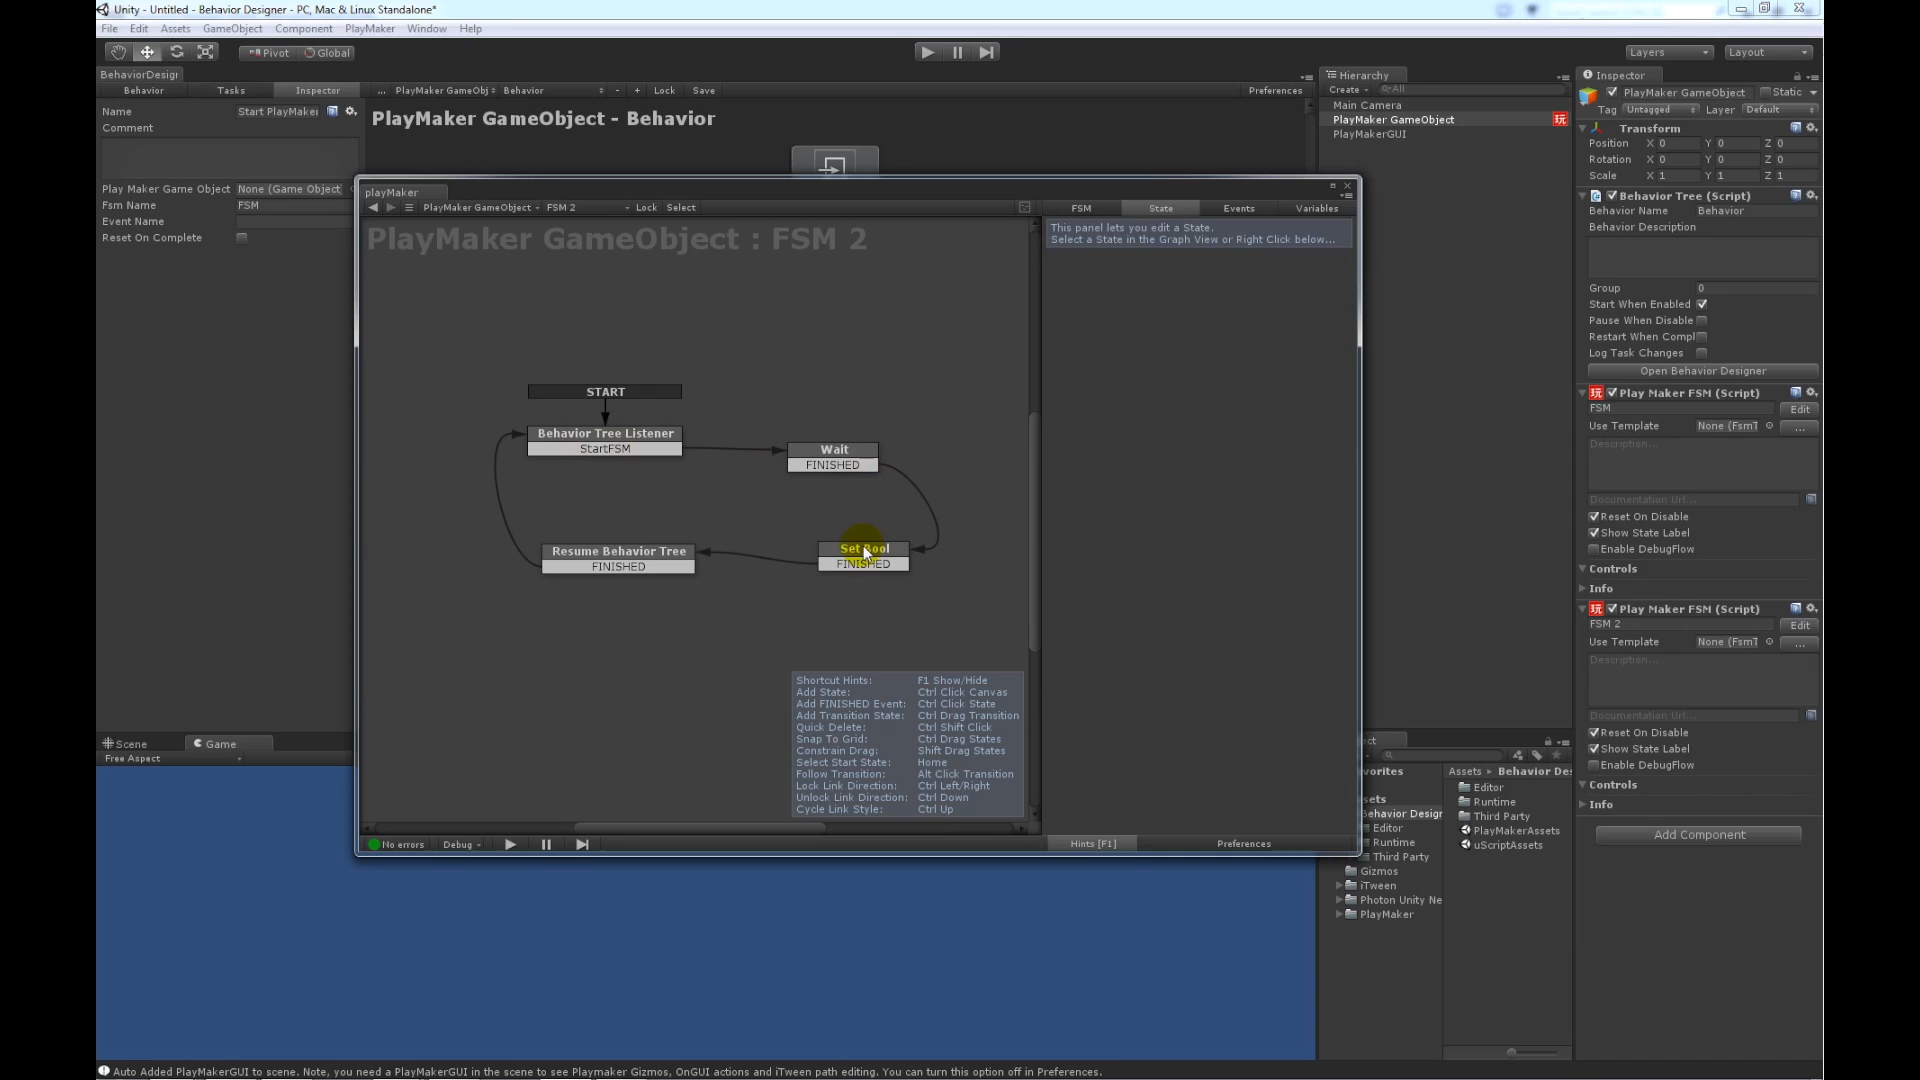 Unity - Untitled - Behavior Designer - PC, Mac & Linux Standalone*
File Edit Assets GameObject Component PlayMaker Window Help
Pivot Global
Layers Layout
BehaviorDesigr
Behavior Tasks Inspector ... PlayMaker GameObj Behavior - + Lock Save Preferences
Name Start PlayMaker
Comment
PlayMaker GameObject - Behavior
Play Maker Game Object None (Game Object
Fsm Name FSM
Event Name
Reset On Complete
playMaker
PlayMaker GameObject FSM 2 Lock Select
FSM State Events Variables
PlayMaker GameObject : FSM 2
This panel lets you edit a State.
Select a State in the Graph View or Right Click below...
START
Behavior Tree Listener
StartFSM
Wait
FINISHED
Set Bool
FINISHED
Resume Behavior Tree
FINISHED
Shortcut Hints: F1 Show/Hide
Add State: Ctrl Click Canvas
Add FINISHED Event: Ctrl Click State
Add Transition State: Ctrl Drag Transition
Quick Delete: Ctrl Shift Click
Snap To Grid: Ctrl Drag States
Constrain Drag: Shift Drag States
Select Start State: Home
Follow Transition: Alt Click Transition
Lock Link Direction: Ctrl Left/Right
Unlock Link Direction: Ctrl Down
Cycle Link Style: Ctrl Up
No errors Debug
Hints [F1] Preferences
Scene Game
Free Aspect
Hierarchy
Create All
Main Camera
PlayMaker GameObject 玩
PlayMakerGUI
Inspector
PlayMaker GameObject Static
Tag Untagged Layer Default
Transform
Position X 0 Y 0 Z 0
Rotation X 0 Y 0 Z 0
Scale X 1 Y 1 Z 1
Behavior Tree (Script)
Behavior Name Behavior
Behavior Description
Group 0
Start When Enabled
Pause When Disable
Restart When Compl
Log Task Changes
Open Behavior Designer
玩 Play Maker FSM (Script)
FSM Edit
Use Template None (FsmT ...
Description...
Documentation Url...
Reset On Disable
Show State Label
Enable DebugFlow
Controls
Info
玩 Play Maker FSM (Script)
FSM 2 Edit
Use Template None (FsmT ...
Description...
Documentation Url...
Reset On Disable
Show State Label
Enable DebugFlow
Controls
Info
Add Component
ect
vorites
sets
Behavior Desigr
Editor
Runtime
Third Party
Gizmos
iTween
Photon Unity Ne
PlayMaker
Assets Behavior Des
Editor
Runtime
Third Party
PlayMakerAssets
uScriptAssets
Auto Added PlayMakerGUI to scene. Note, you need a PlayMakerGUI in the scene to see Playmaker Gizmos, OnGUI actions and iTween path editing. You can turn this option off in Preferences.